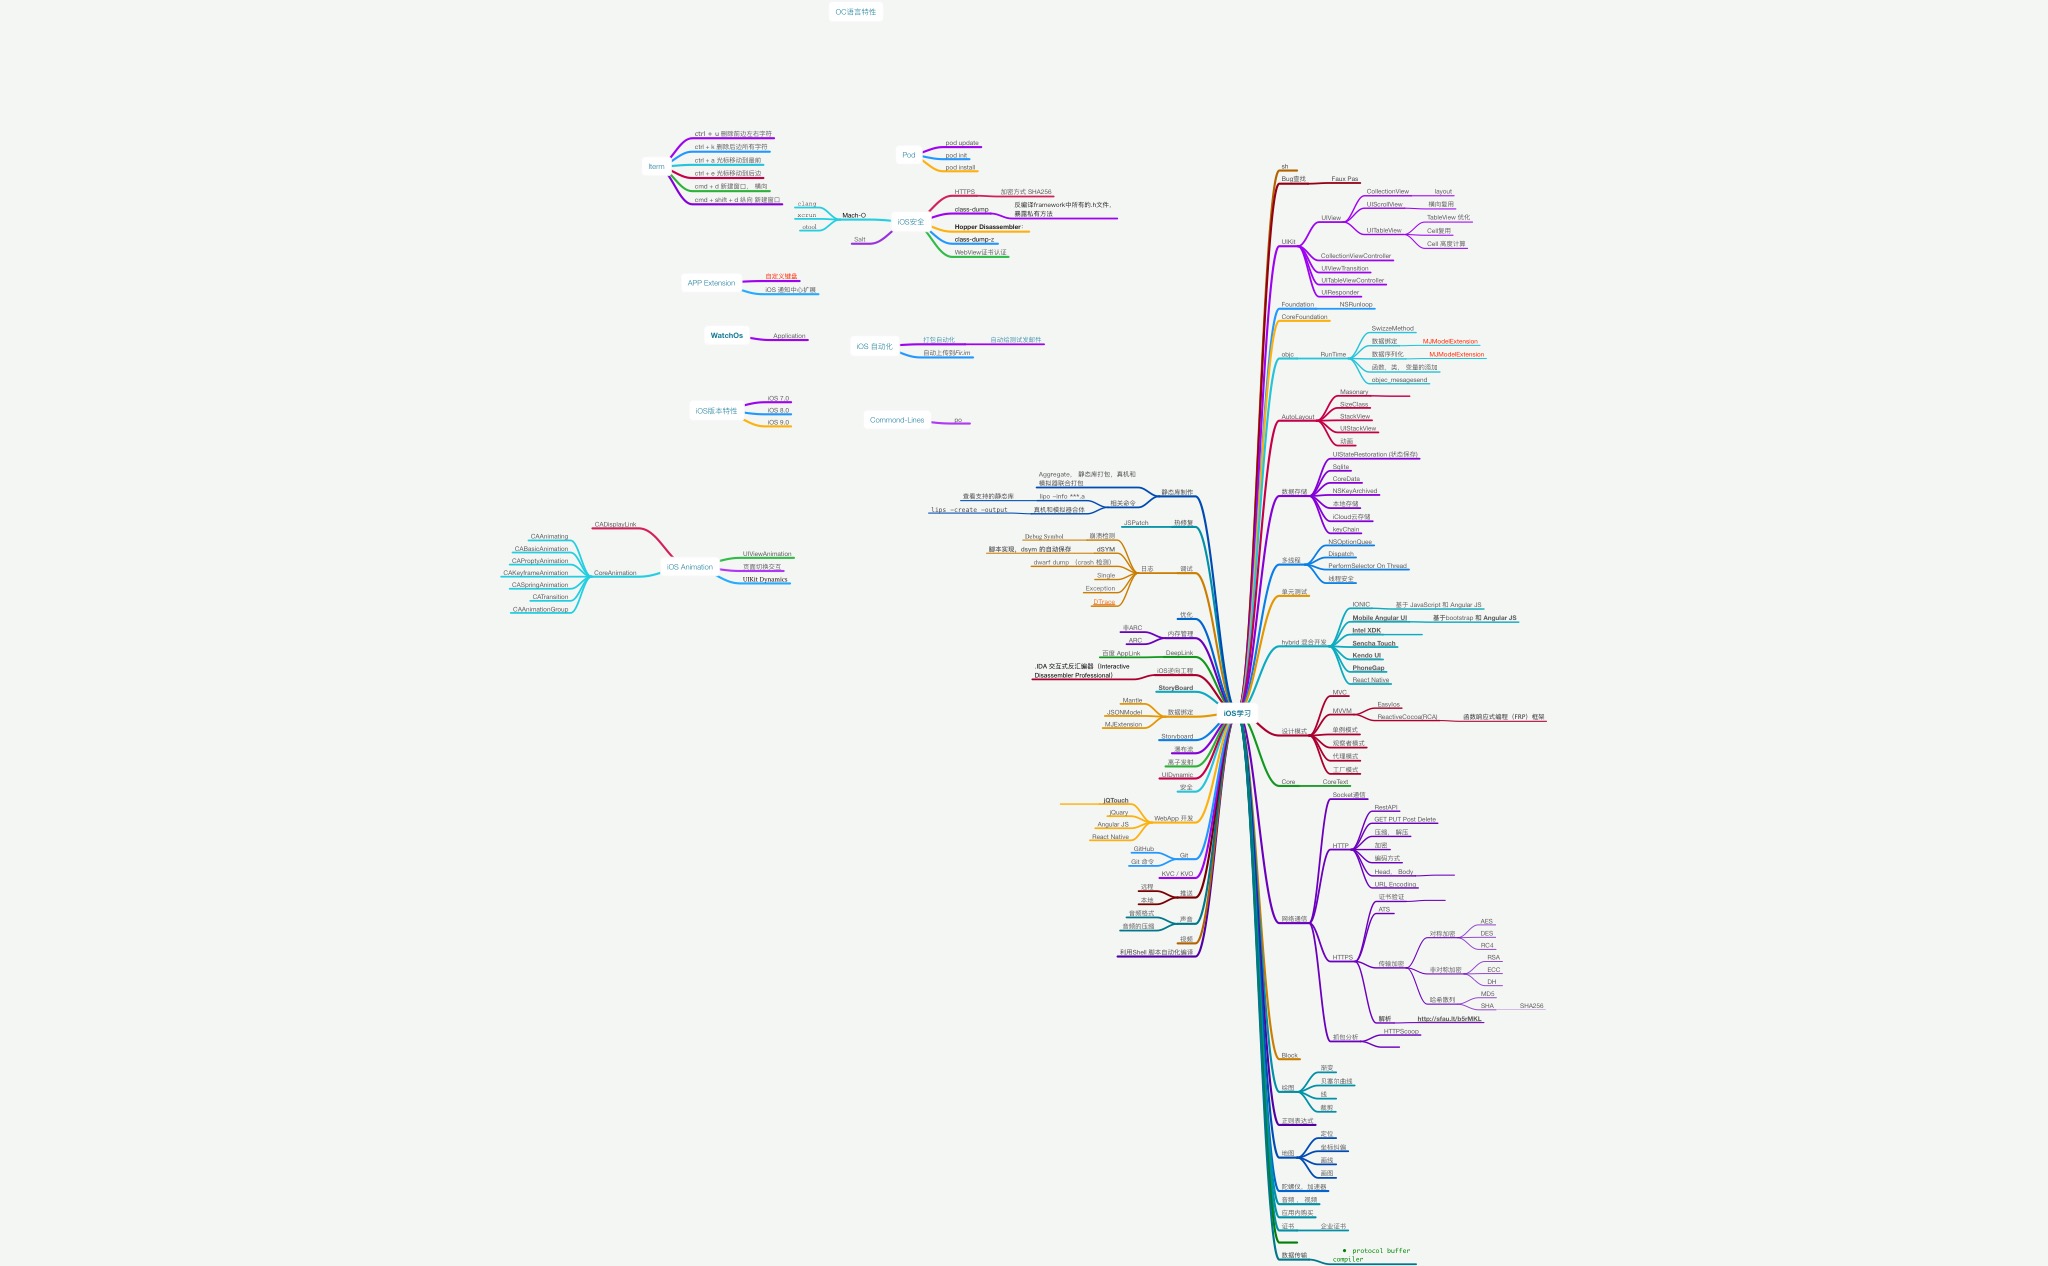 OC语言特性
Iterm
ctrl + u 删除前边左右字符
ctrl + k 删除后边所有字符
ctrl + a 光标移动到最前
ctrl + e 光标移动到后边
cmd + d 新建窗口， 横向
cmd + shift + d 纵向 新建窗口
Pod
pod update
pod init
pod install
iOS安全
HTTPS
加密方式 SHA256
class-dump
反编译framework中所有的.h文件,
暴露私有方法
Hopper Disassembler:
class-dump-z
WebView证书认证
Mach-O
clang
xcrun
otool
Salt
APP Extension
自定义键盘
iOS 通知中心扩展
WatchOs
Application
iOS 自动化
打包自动化
自动给测试发邮件
自动上传到Fir.im
iOS版本特性
iOS 7.0
iOS 8.0
iOS 9.0
Commond-Lines
po
iOS Animation
CADisplayLink
CoreAnimation
CAAnimating
CABasicAnimation
CAProptyAnimation
CAKeyframeAnimation
CASpringAnimation
CATransition
CAAnimationGroup
UIViewAnimation
页面切换交互
UIKit Dynamics
iOS学习
静态库制作
Aggregate， 静态库打包，真机和
模拟器联合打包
相关命令
lipo -info ***.a
查看支持的静态库
真机和模拟器合体
lips -create -output
热修复
JSPatch
调试
日志
崩溃检测
Debug Symbol
dSYM
脚本实现，dsym 的自动保存
dwarf dump （crash 检测）
Single
Exception
DTrace
优化
内存管理
非ARC
ARC
DeepLink
百度 AppLink
iOS逆向工程
.IDA 交互式反汇编器（Interactive
Disassembler Professional）
StoryBoard
数据绑定
Mantle
JSONModel
MJExtension
Storyboard
瀑布流
离子发射
UIDynamic
安全
WebApp 开发
jQTouch
jQuary
Angular JS
React Native
Git
GitHub
Git 命令
KVC / KVO
推送
远程
本地
声音
音频格式
音频的压缩
视频
利用Shell 脚本自动化编译
sh
Bug查找
Faux Pas
UIKit
UIView
CollectionView
layout
UIScrollView
横向复用
UITableView
TableView 优化
Cell复用
Cell 高度计算
CollectionViewController
UIViewTransition
UITableViewController
UIResponder
Foundation
NSRunloop
CoreFoundation
objc
RunTime
SwizzeMethod
数据绑定
MJModelExtension
数据序列化
MJModelExtension
函数、类、 变量的添加
objec_mesagesend
AutoLayout
Masonary
SizeClass
StackView
UIStackView
动画
数据存储
UIStateRestoration (状态保存)
Sqlite
CoreData
NSKeyArchived
本地存储
iCloud云存储
keyChain
多线程
NSOptionQuee
Dispatch
PerformSelector On Thread
线程安全
单元测试
hybrid 混合开发
IONIC
基于 JavaScript 和 Angular JS
Mobile Angular UI
基于bootstrap 和 Angular JS
Intel XDK
Sencha Touch
Kendo UI
PhoneGap
React Native
设计模式
MVC
MVVM
Easyios
ReactiveCocoa(RCA)
函数响应式编程（FRP）框架
单例模式
观察者模式
代理模式
工厂模式
Core
CoreText
网络通信
Socket通信
HTTP
RestAPI
GET PUT Post Delete
压缩、 解压
加密
编码方式
Head、 Body
URL Encoding
HTTPS
证书验证
ATS
传输加密
对称加密
AES
DES
RC4
非对称加密
RSA
ECC
DH
哈希散列
MD5
SHA
SHA256
解析
http://sfau.lt/b5rMKL
抓包分析
HTTPScoop
Block
绘图
渐变
贝塞尔曲线
线
裁剪
正则表达式
地图
定位
坐标纠偏
画线
画图
陀螺仪、加速器
音频 、 视频
应用内购买
证书
企业证书
数据传输
• protocol buffer
compiler